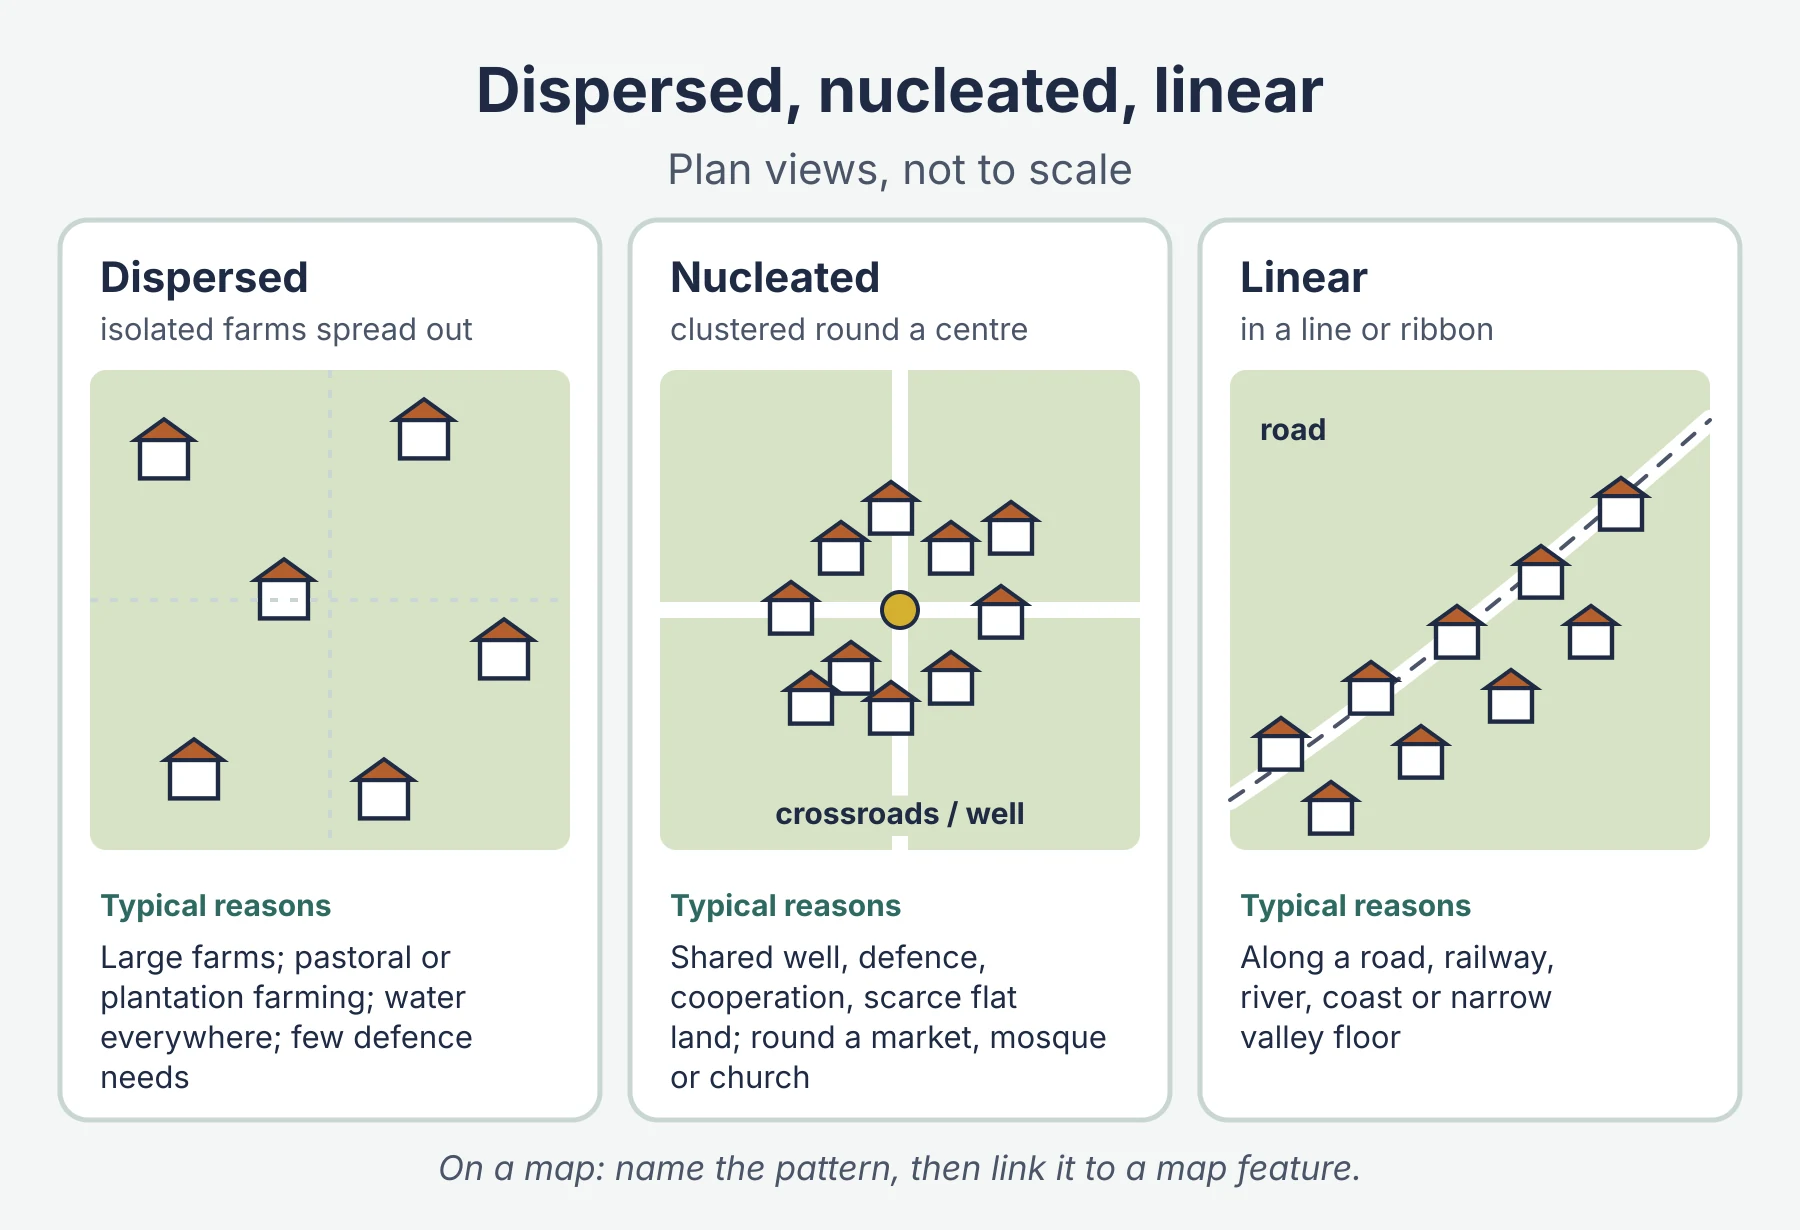 Dispersed, nucleated, linear
Plan views, not to scale
Dispersed
isolated farms spread out
Typical reasons
Large farms; pastoral or
plantation farming; water
everywhere; few defence
needs
Nucleated
clustered round a centre
crossroads / well
Typical reasons
Shared well, defence,
cooperation, scarce flat
land; round a market, mosque
or church
Linear
in a line or ribbon
road
Typical reasons
Along a road, railway,
river, coast or narrow
valley floor
On a map: name the pattern, then link it to a map feature.